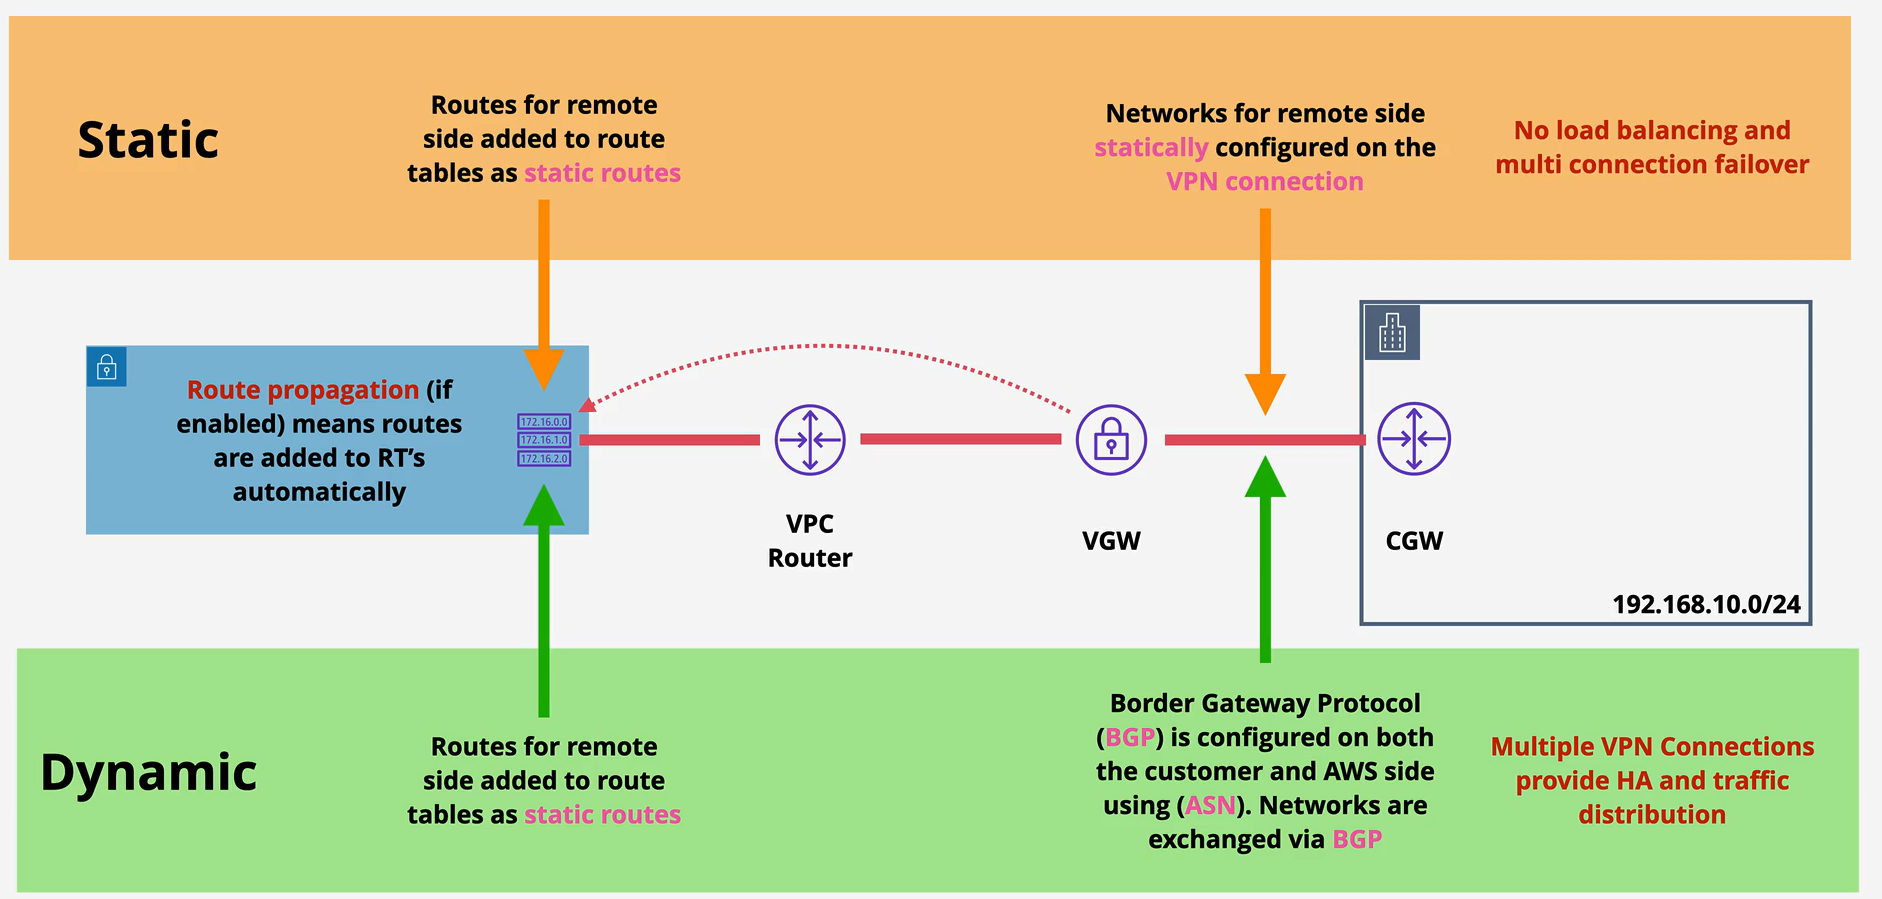 Static
Routes for remote
side added to route
tables as static routes
Networks for remote side
statically configured on the
VPN connection
No load balancing and
multi connection failover
Route propagation (if
enabled) means routes
are added to RT's
automatically
172.16.0.0
172.16.1.0
172.16.2.0
VPC
Router
VGW
CGW
192.168.10.0/24
Dynamic
Routes for remote
side added to route
tables as static routes
Border Gateway Protocol
(BGP) is configured on both
the customer and AWS side
using (ASN). Networks are
exchanged via BGP
Multiple VPN Connections
provide HA and traffic
distribution